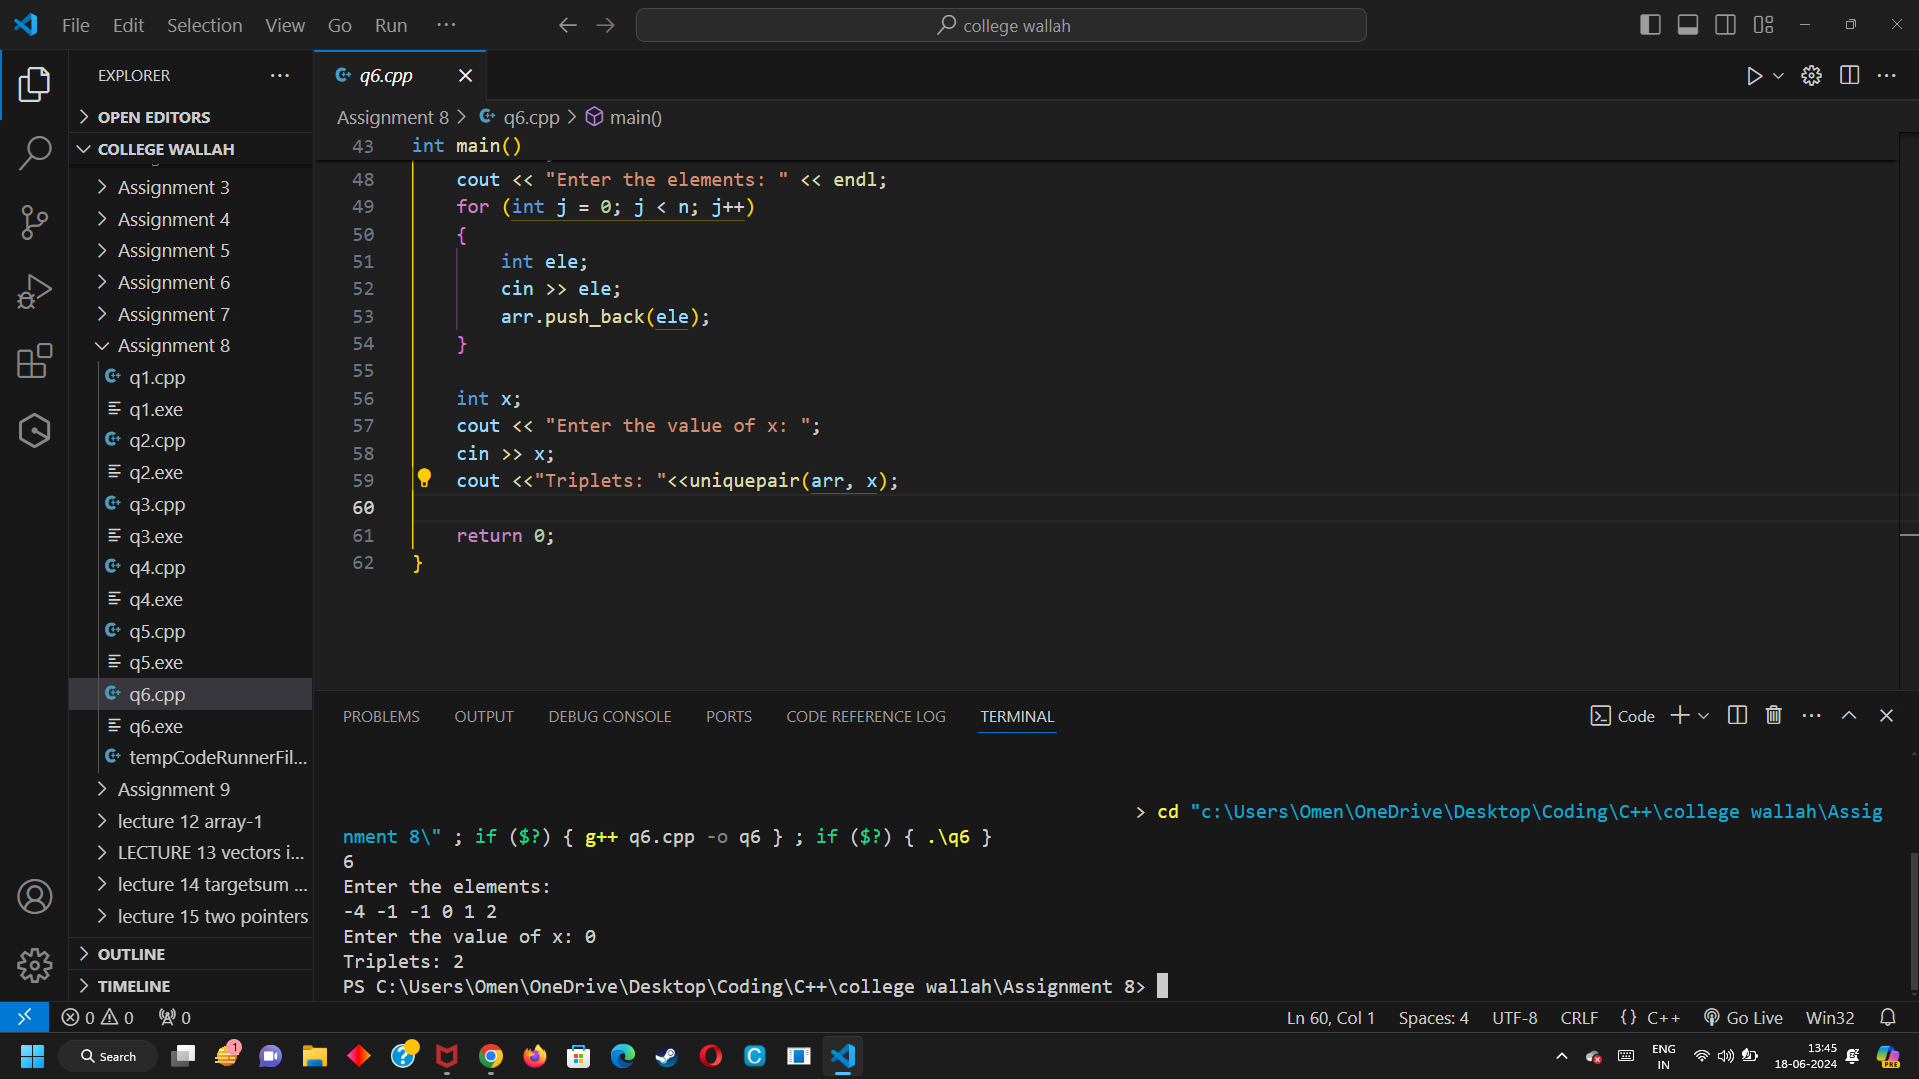 File Edit Selection View Go Run ··· college wallah
EXPLORER ···
OPEN EDITORS
COLLEGE WALLAH
Assignment 3
Assignment 4
Assignment 5
Assignment 6
Assignment 7
Assignment 8
q1.cpp
q1.exe
q2.cpp
q2.exe
q3.cpp
q3.exe
q4.cpp
q4.exe
q5.cpp
q5.exe
q6.cpp
q6.exe
tempCodeRunnerFil...
Assignment 9
lecture 12 array-1
LECTURE 13 vectors i...
lecture 14 targetsum ...
lecture 15 two pointers
OUTLINE
TIMELINE
q6.cpp
Assignment 8 > q6.cpp > main()
43 int main()
48 cout << "Enter the elements: " << endl;
49 for (int j = 0; j < n; j++)
50 {
51 int ele;
52 cin >> ele;
53 arr.push_back(ele);
54 }
55
56 int x;
57 cout << "Enter the value of x: ";
58 cin >> x;
59 cout <<"Triplets: "<<uniquepair(arr, x);
60
61 return 0;
62 }
PROBLEMS OUTPUT DEBUG CONSOLE PORTS CODE REFERENCE LOG TERMINAL Code
> cd "c:\Users\Omen\OneDrive\Desktop\Coding\C++\college wallah\Assig
nment 8\" ; if ($?) { g++ q6.cpp -o q6 } ; if ($?) { .\q6 }
6
Enter the elements:
-4 -1 -1 0 1 2
Enter the value of x: 0
Triplets: 2
PS C:\Users\Omen\OneDrive\Desktop\Coding\C++\college wallah\Assignment 8>
0 0 0 Ln 60, Col 1 Spaces: 4 UTF-8 CRLF {} C++ Go Live Win32
Search 1 ENG IN 13:45 18-06-2024 PRE